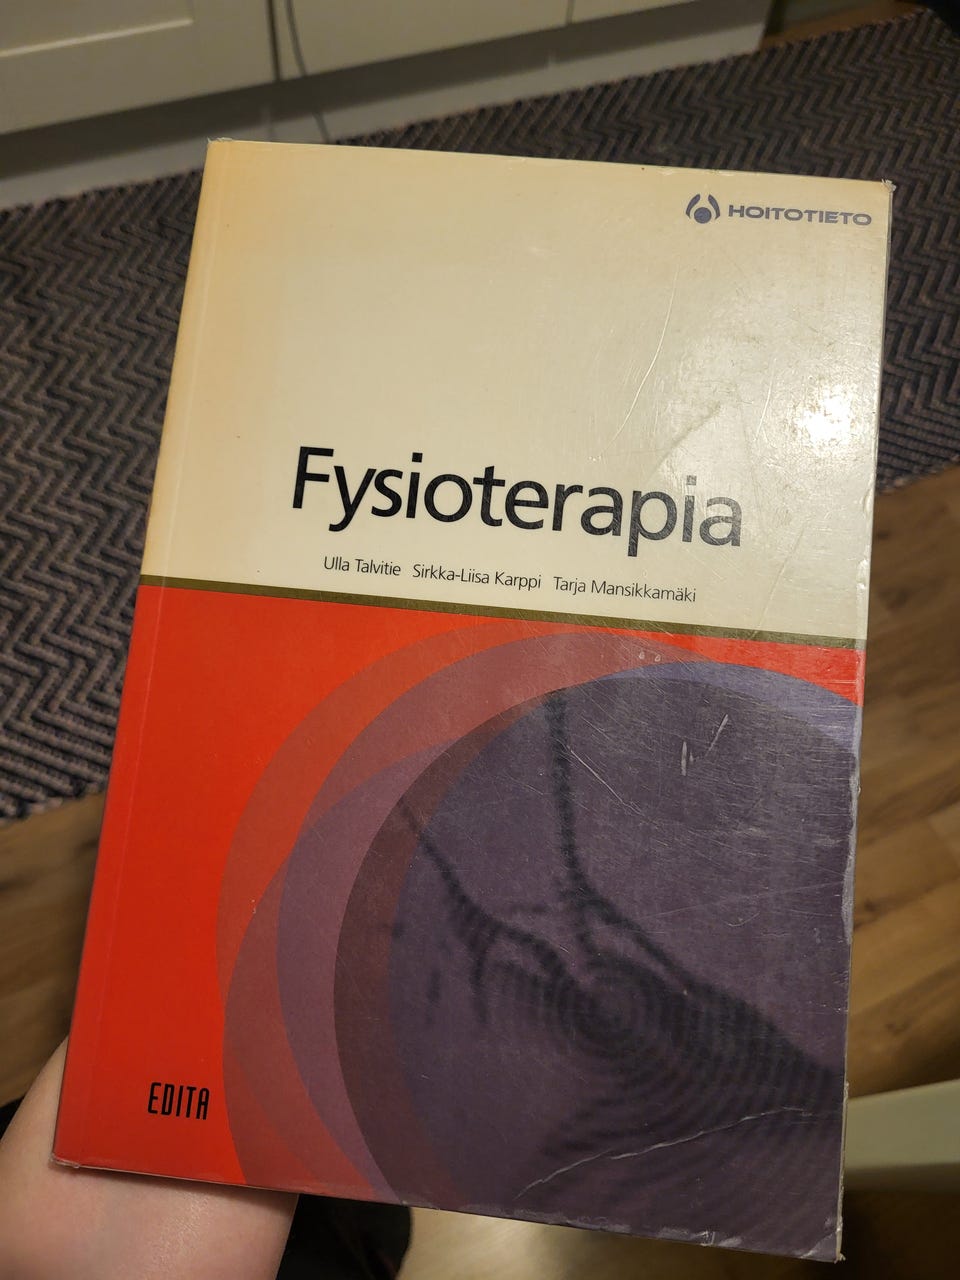 HOITOTIETO
Fysioterapia
Ulla Talvitie Sirkka-Liisa Karppi Tarja Mansikkamäki
EDITA